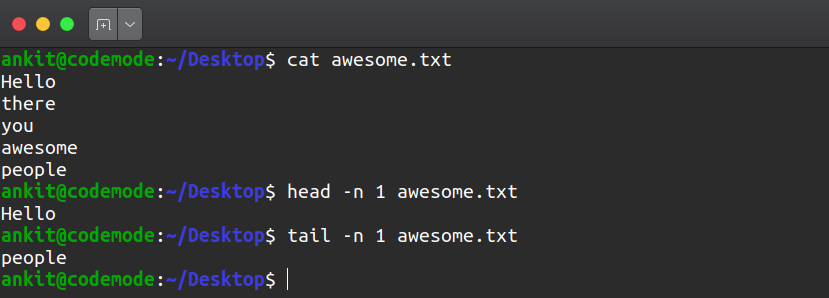 ankit@codemode:~/Desktop$ cat awesome.txt
Hello
there
you
awesome
people
ankit@codemode:~/Desktop$ head -n 1 awesome.txt
Hello
ankit@codemode:~/Desktop$ tail -n 1 awesome.txt
people
ankit@codemode:~/Desktop$